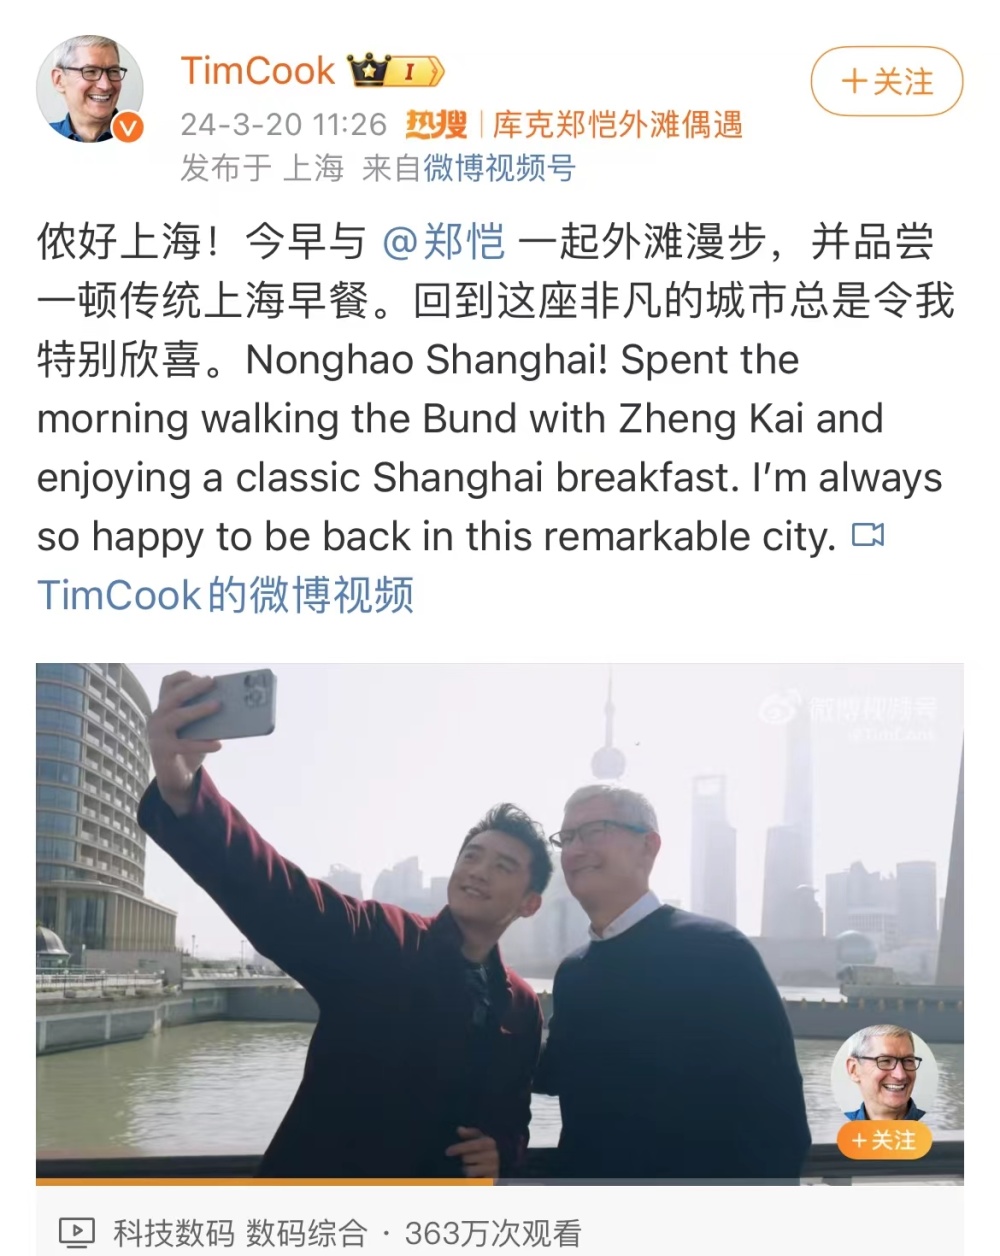 TimCook
I
+关注
24-3-20 11:26 热搜|库克郑恺外滩偶遇
发布于 上海 来自微博视频号
侬好上海！今早与 @郑恺 一起外滩漫步，并品尝
一顿传统上海早餐。回到这座非凡的城市总是令我
特别欣喜。Nonghao Shanghai! Spent the
morning walking the Bund with Zheng Kai and
enjoying a classic Shanghai breakfast. I’m always
so happy to be back in this remarkable city.
TimCook的微博视频
微博视频号
@TimCook
+关注
科技数码 数码综合 · 363万次观看